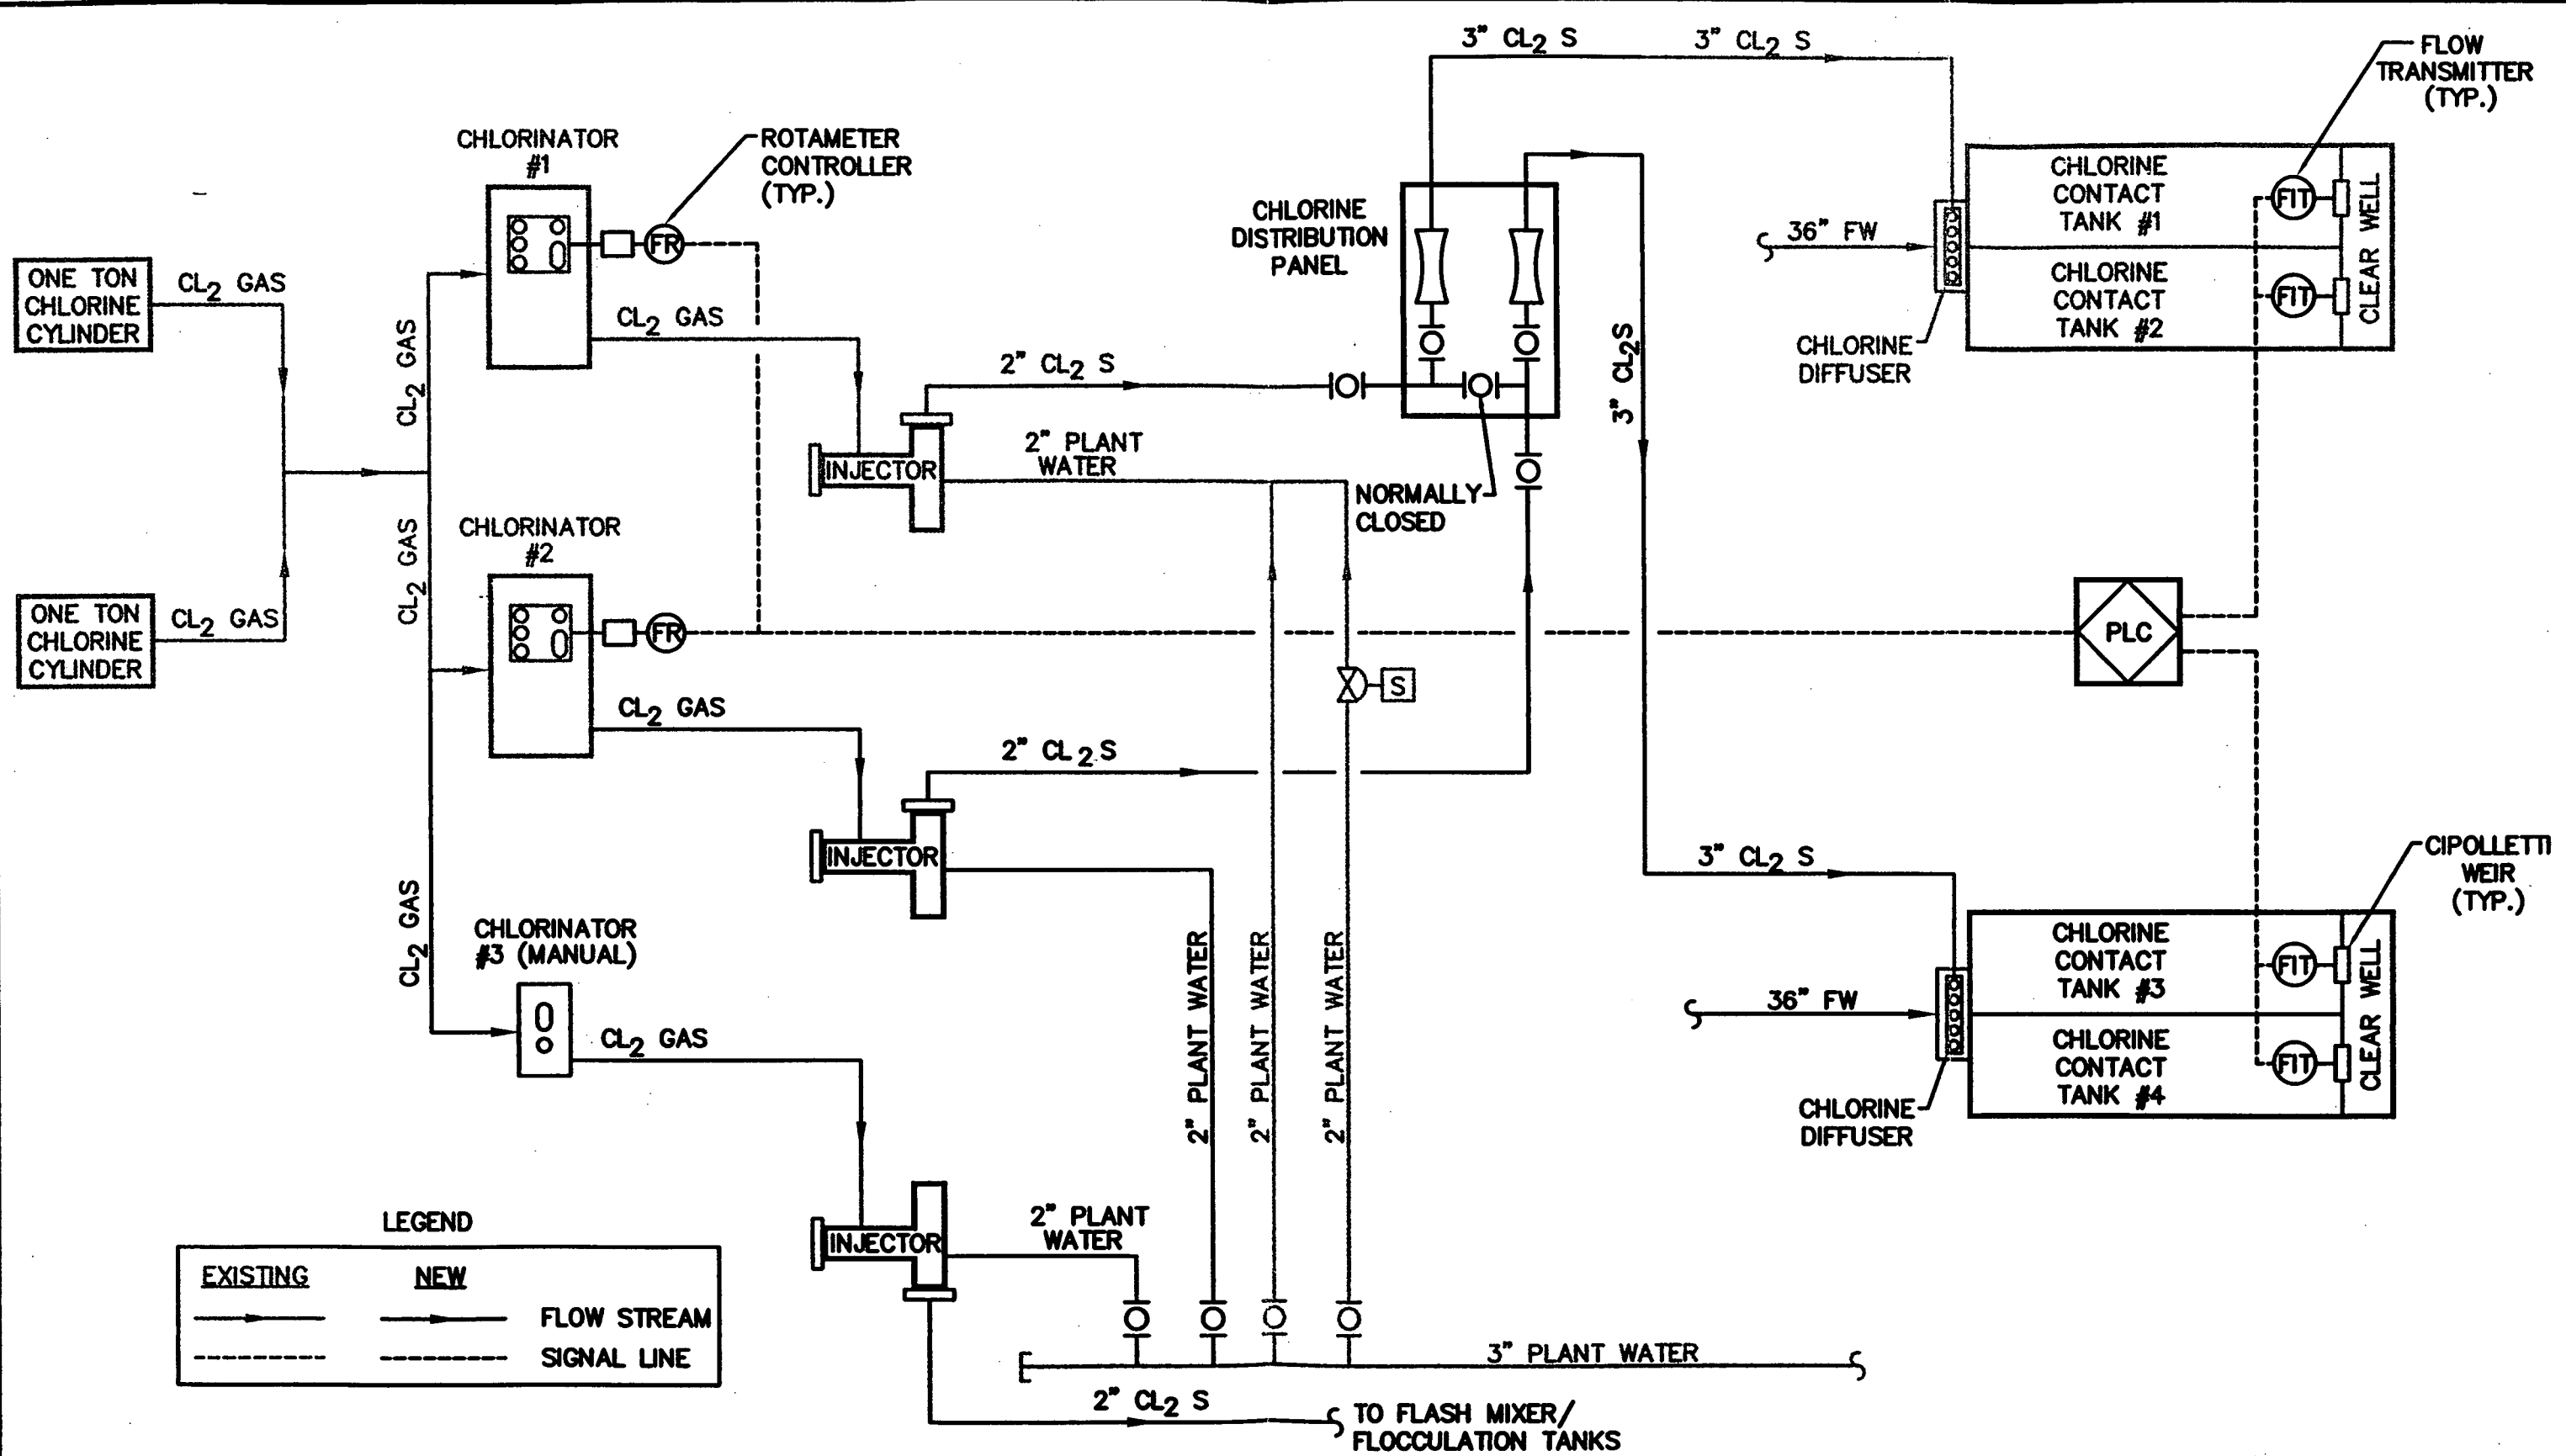 3" CL2 S
3" CL2 S
FLOW
TRANSMITTER
(TYP.)
CHLORINATOR
#1
ROTAMETER
CONTROLLER
(TYP.)
FR
ONE TON
CHLORINE
CYLINDER
CL2 GAS
CL2 GAS
CL2 GAS
CHLORINE
DISTRIBUTION
PANEL
36" FW
CHLORINE
CONTACT
TANK #1
FIT
CHLORINE
CONTACT
TANK #2
FIT
CLEAR WELL
CHLORINE
DIFFUSER
2" CL2 S
3" CL2S
INJECTOR
2" PLANT
WATER
NORMALLY
CLOSED
CL2 GAS
CHLORINATOR
#2
FR
ONE TON
CHLORINE
CYLINDER
CL2 GAS
PLC
S
CL2 GAS
2" CL2 S
INJECTOR
3" CL2 S
CIPOLLETTI
WEIR
(TYP.)
CL2 GAS
CHLORINATOR
#3 (MANUAL)
CL2 GAS
2" PLANT WATER
2" PLANT WATER
2" PLANT WATER
36" FW
CHLORINE
CONTACT
TANK #3
FIT
CHLORINE
CONTACT
TANK #4
FIT
CLEAR WELL
CHLORINE
DIFFUSER
INJECTOR
2" PLANT
WATER
LEGEND
EXISTING NEW
FLOW STREAM
SIGNAL LINE
3" PLANT WATER
2" CL2 S
TO FLASH MIXER/
FLOCCULATION TANKS